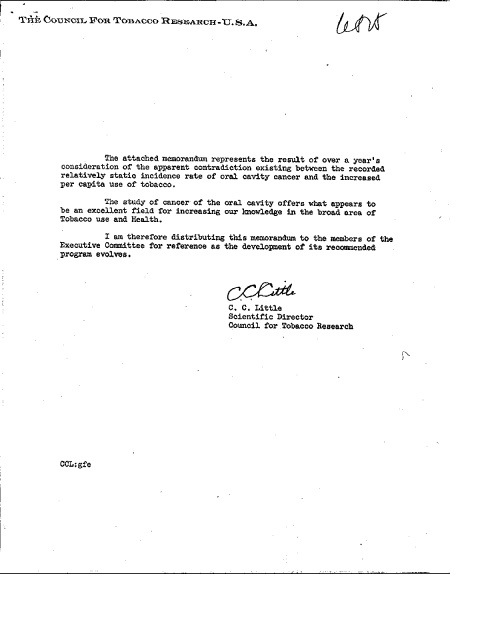 THE COUNCIL FOR TOBACCO RESEARCH-U.S.A.
The attached memorandum represents the result of over a year's
consideration of the apparent contradiction existing between the recorded
relatively static incidence rate of oral cavity cancer and the increased
per capita use of tobacco.
The study of cancer of the oral cavity offers what appears to
be an excellent field for increasing our knowledge in the broad area of
Tobacco use and Health.
I am therefore distributing this memorandum to the members of the
Executive Committee for reference as the development of its recommended
program evolves.
CCLittle
C. C. Little
Scientific Director
Council for Tobacco Research
CCL:gfe